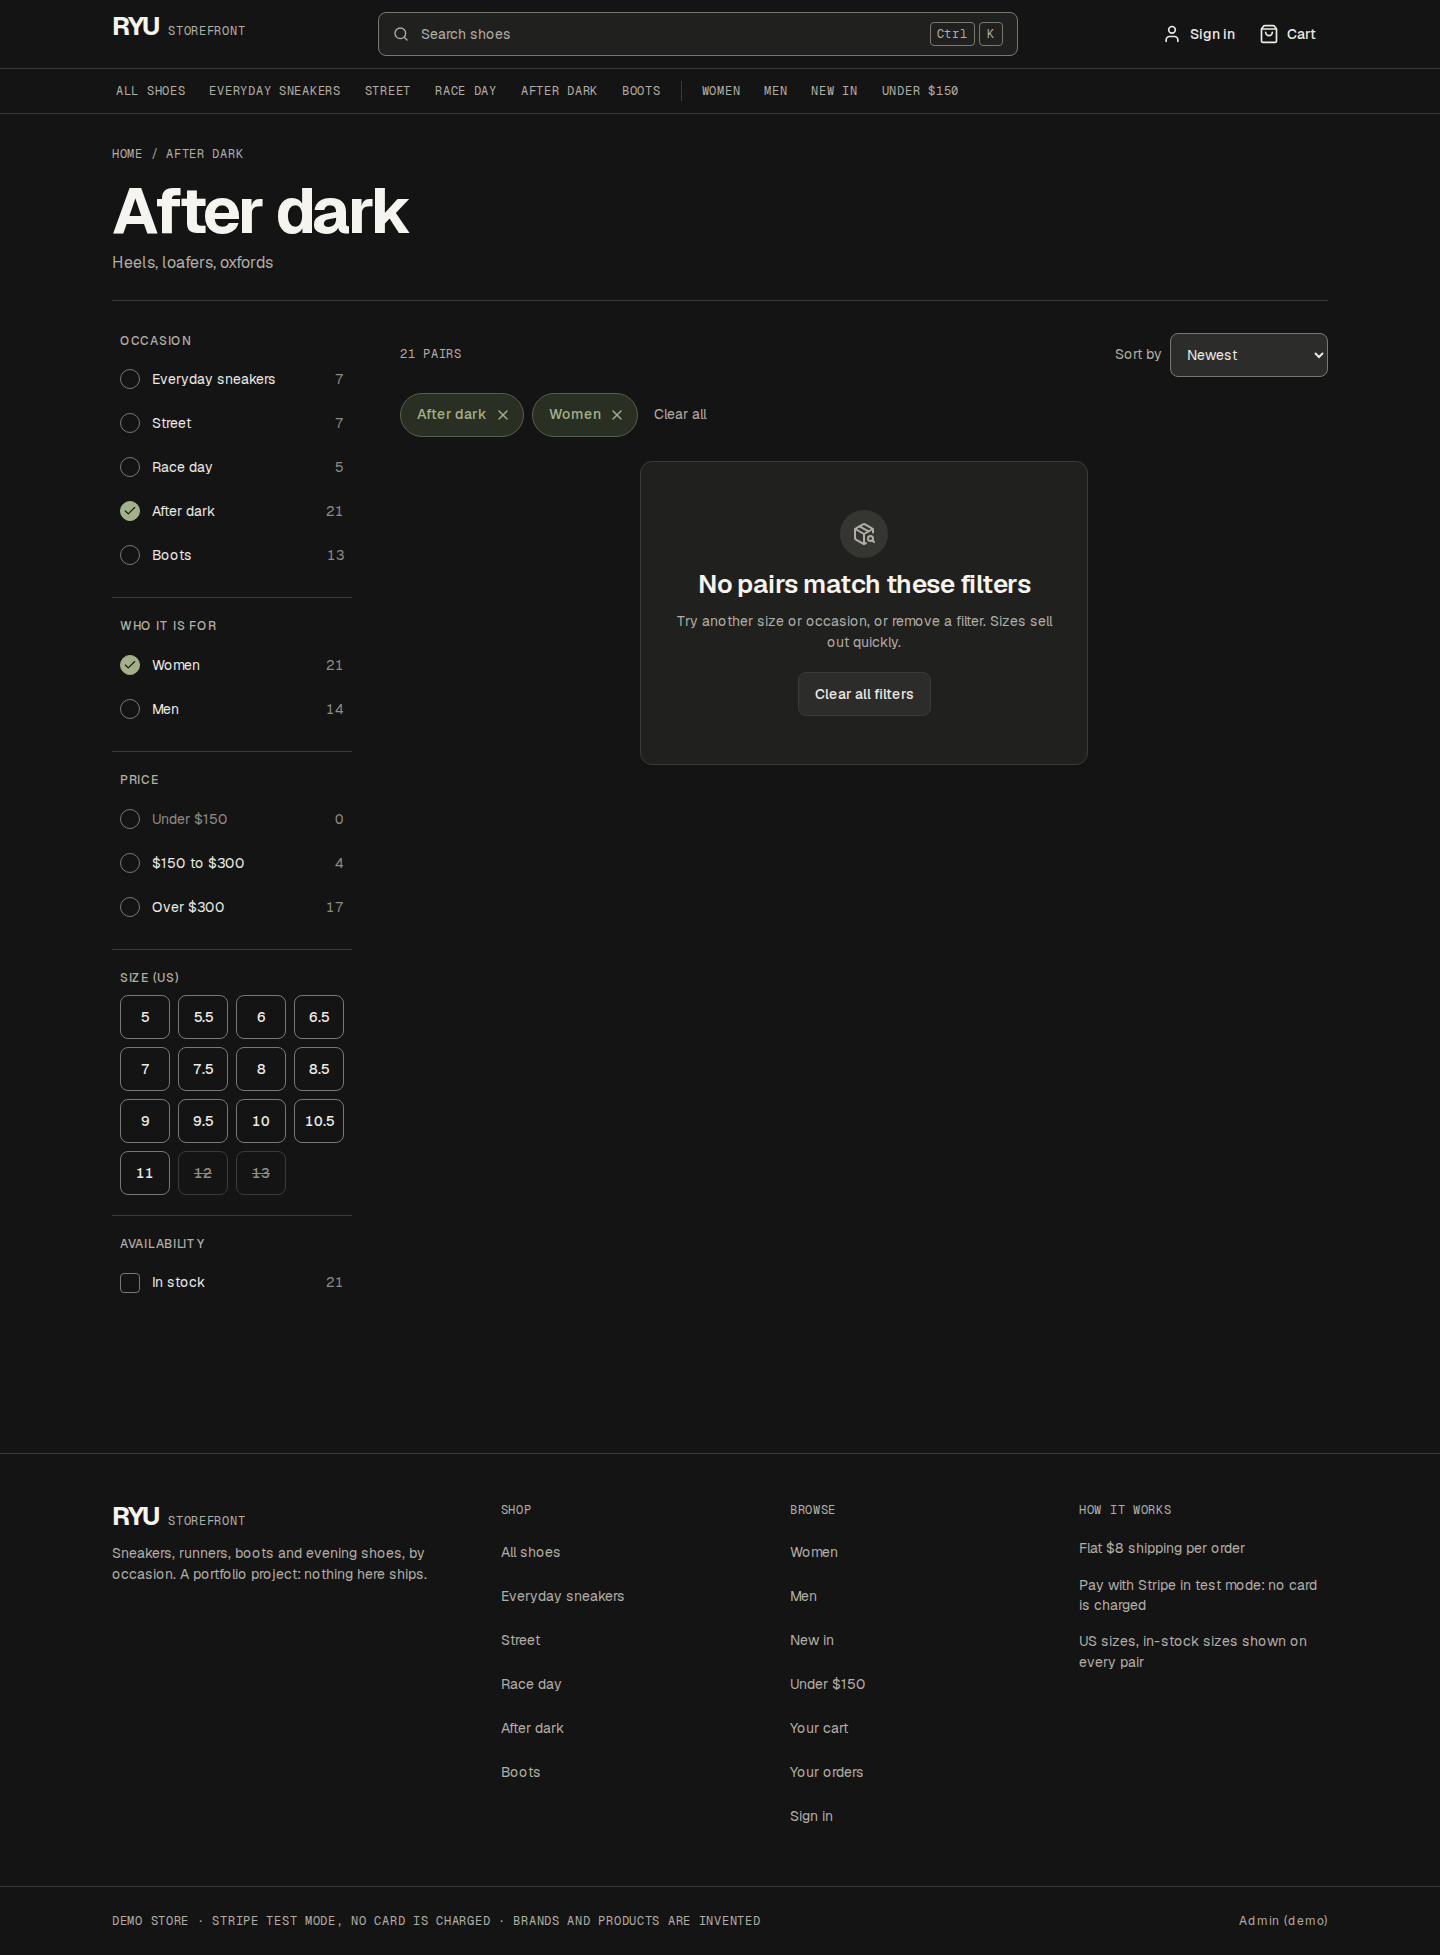 RYU STOREFRONT
Search shoes
Ctrl K
Sign in
Cart
ALL SHOES EVERYDAY SNEAKERS STREET RACE DAY AFTER DARK BOOTS WOMEN MEN NEW IN UNDER $150
HOME / AFTER DARK
After dark
Heels, loafers, oxfords
OCCASION
Everyday sneakers 7
Street 7
Race day 5
After dark 21
Boots 13
WHO IT IS FOR
Women 21
Men 14
PRICE
Under $150 0
$150 to $300 4
Over $300 17
SIZE (US)
5 5.5 6 6.5
7 7.5 8 8.5
9 9.5 10 10.5
11 12 13
AVAILABILITY
In stock 21
21 PAIRS
Sort by Newest
After dark Women Clear all
No pairs match these filters
Try another size or occasion, or remove a filter. Sizes sell
out quickly.
Clear all filters
RYU STOREFRONT
Sneakers, runners, boots and evening shoes, by
occasion. A portfolio project: nothing here ships.
SHOP
All shoes
Everyday sneakers
Street
Race day
After dark
Boots
BROWSE
Women
Men
New in
Under $150
Your cart
Your orders
Sign in
HOW IT WORKS
Flat $8 shipping per order
Pay with Stripe in test mode: no card
is charged
US sizes, in-stock sizes shown on
every pair
DEMO STORE · STRIPE TEST MODE, NO CARD IS CHARGED · BRANDS AND PRODUCTS ARE INVENTED
Admin (demo)